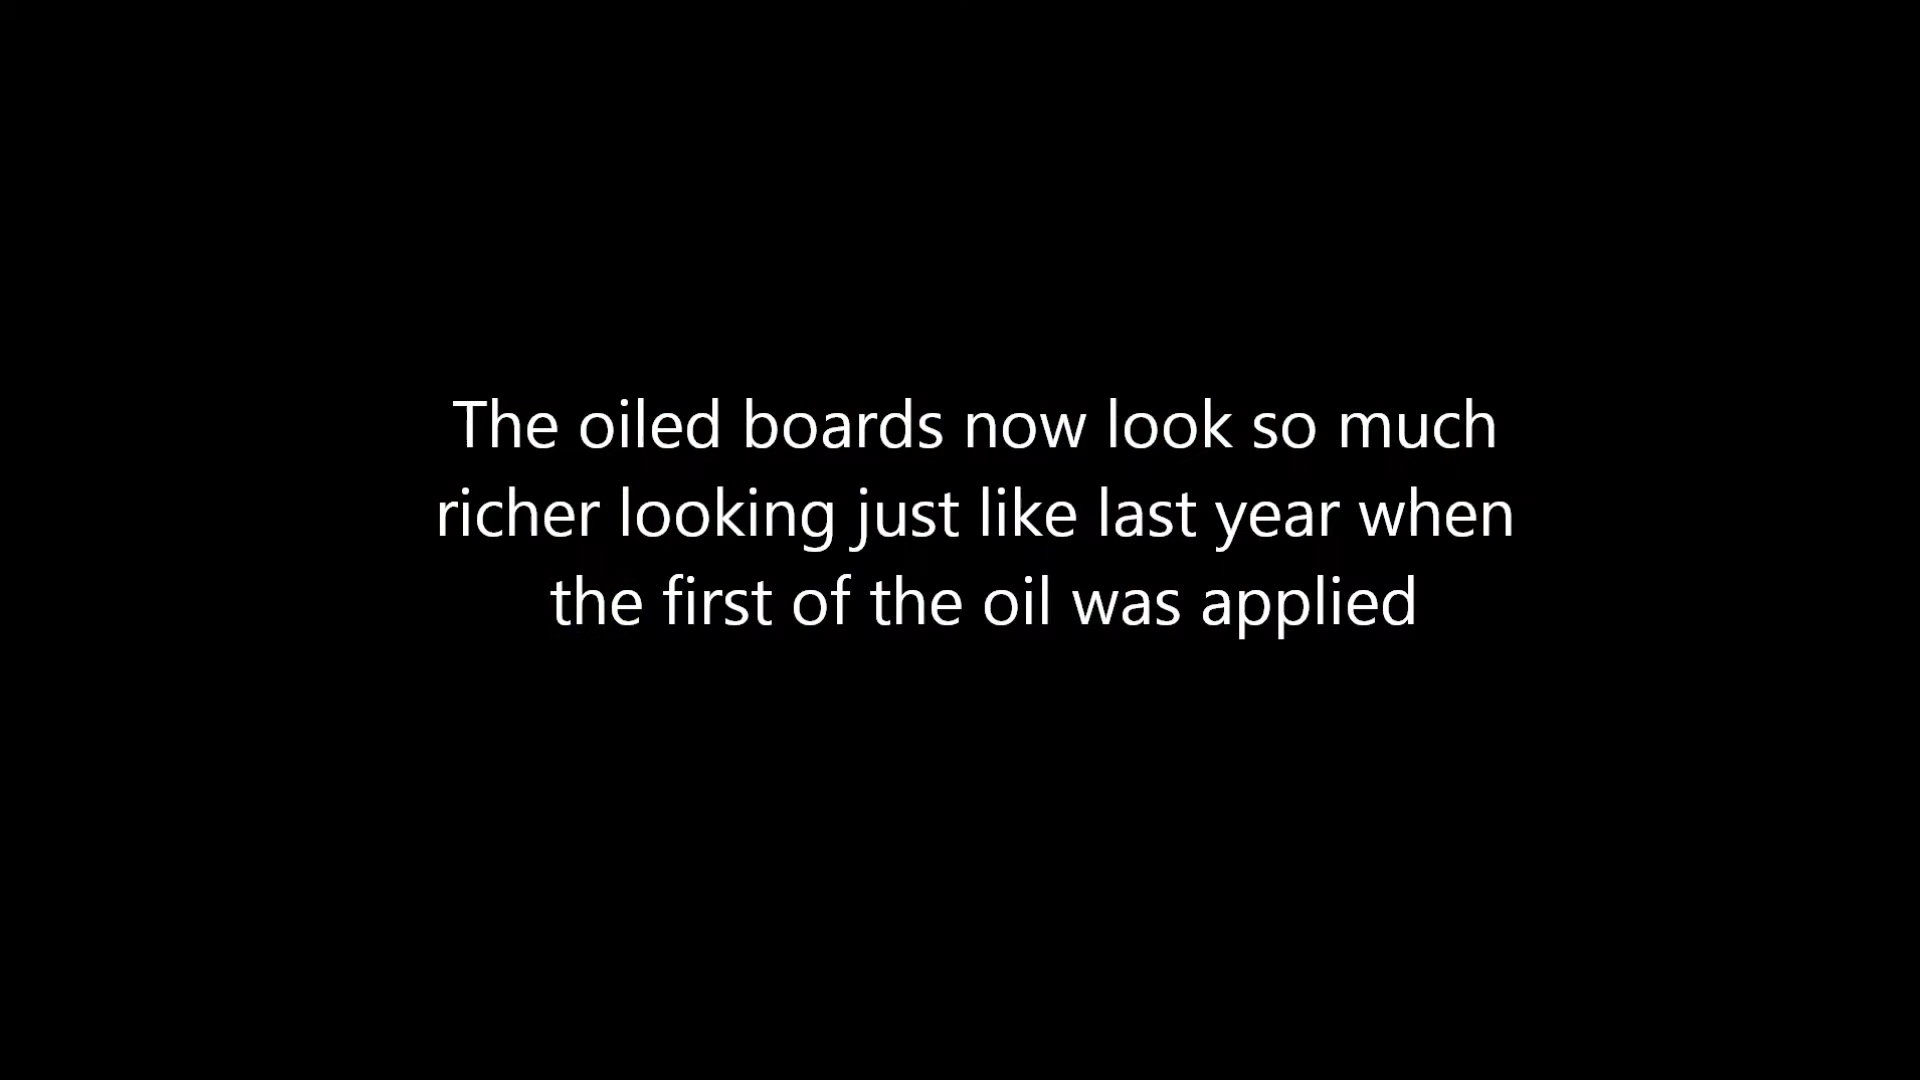 The oiled boards now look so much
richer looking just like last year when
the first of the oil was applied